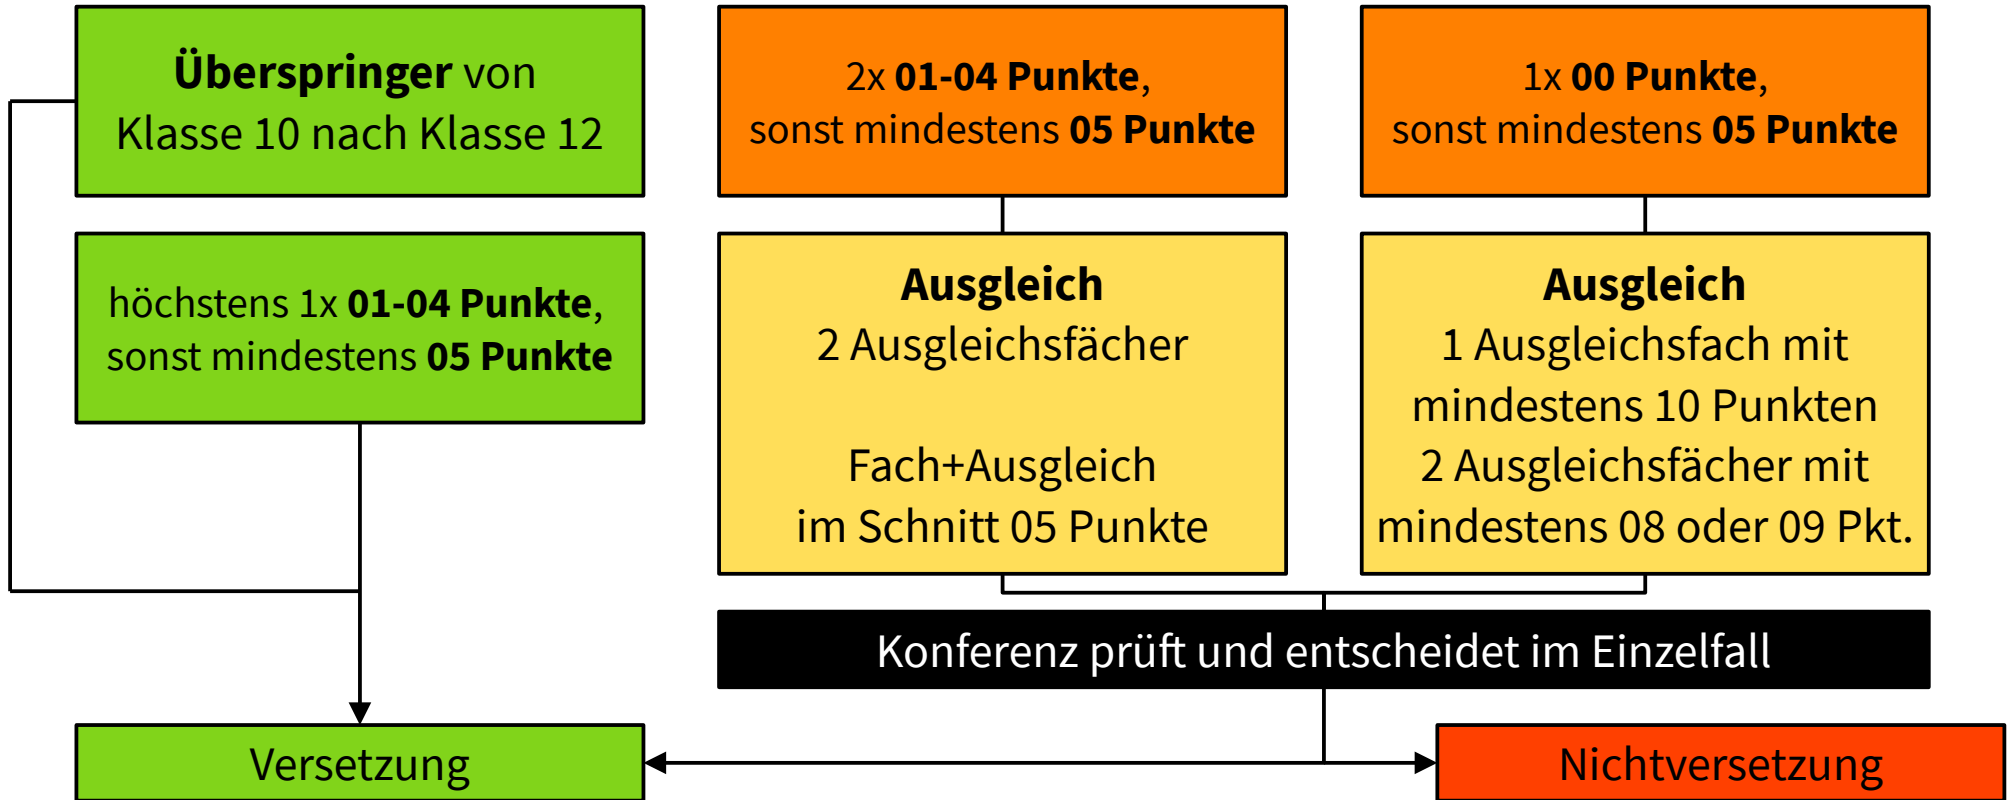 Überspringer von
Klasse 10 nach Klasse 12
höchstens 1x 01-04 Punkte,
sonst mindestens 05 Punkte
2x 01-04 Punkte,
sonst mindestens 05 Punkte
Ausgleich
2 Ausgleichsfächer
Fach+Ausgleich
im Schnitt 05 Punkte
1x 00 Punkte,
sonst mindestens 05 Punkte
Ausgleich
1 Ausgleichsfach mit
mindestens 10 Punkten
2 Ausgleichsfächer mit
mindestens 08 oder 09 Pkt.
Konferenz prüft und entscheidet im Einzelfall
Versetzung
Nichtversetzung